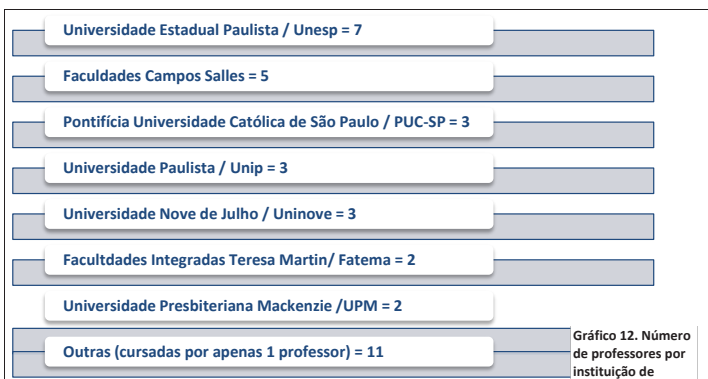 Universidade Estadual Paulista / Unesp = 7
Faculdades Campos Salles = 5
Pontifícia Universidade Católica de São Paulo / PUC-SP = 3
Universidade Paulista / Unip = 3
Universidade Nove de Julho / Uninove = 3
Facultdades Integradas Teresa Martin/ Fatema = 2
Universidade Presbiteriana Mackenzie /UPM = 2
Outras (cursadas por apenas 1 professor) = 11
Gráfico 12. Número
de professores por
instituição de